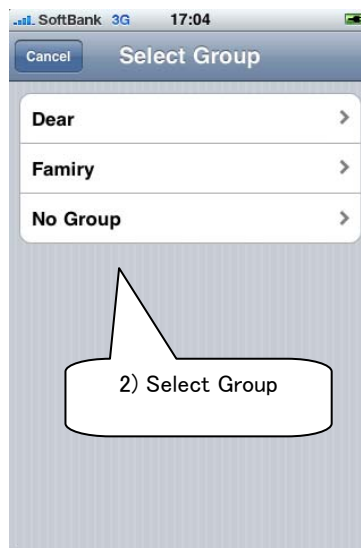 SoftBank 3G 17:04
Cancel Select Group
Dear
Famiry
No Group
2) Select Group